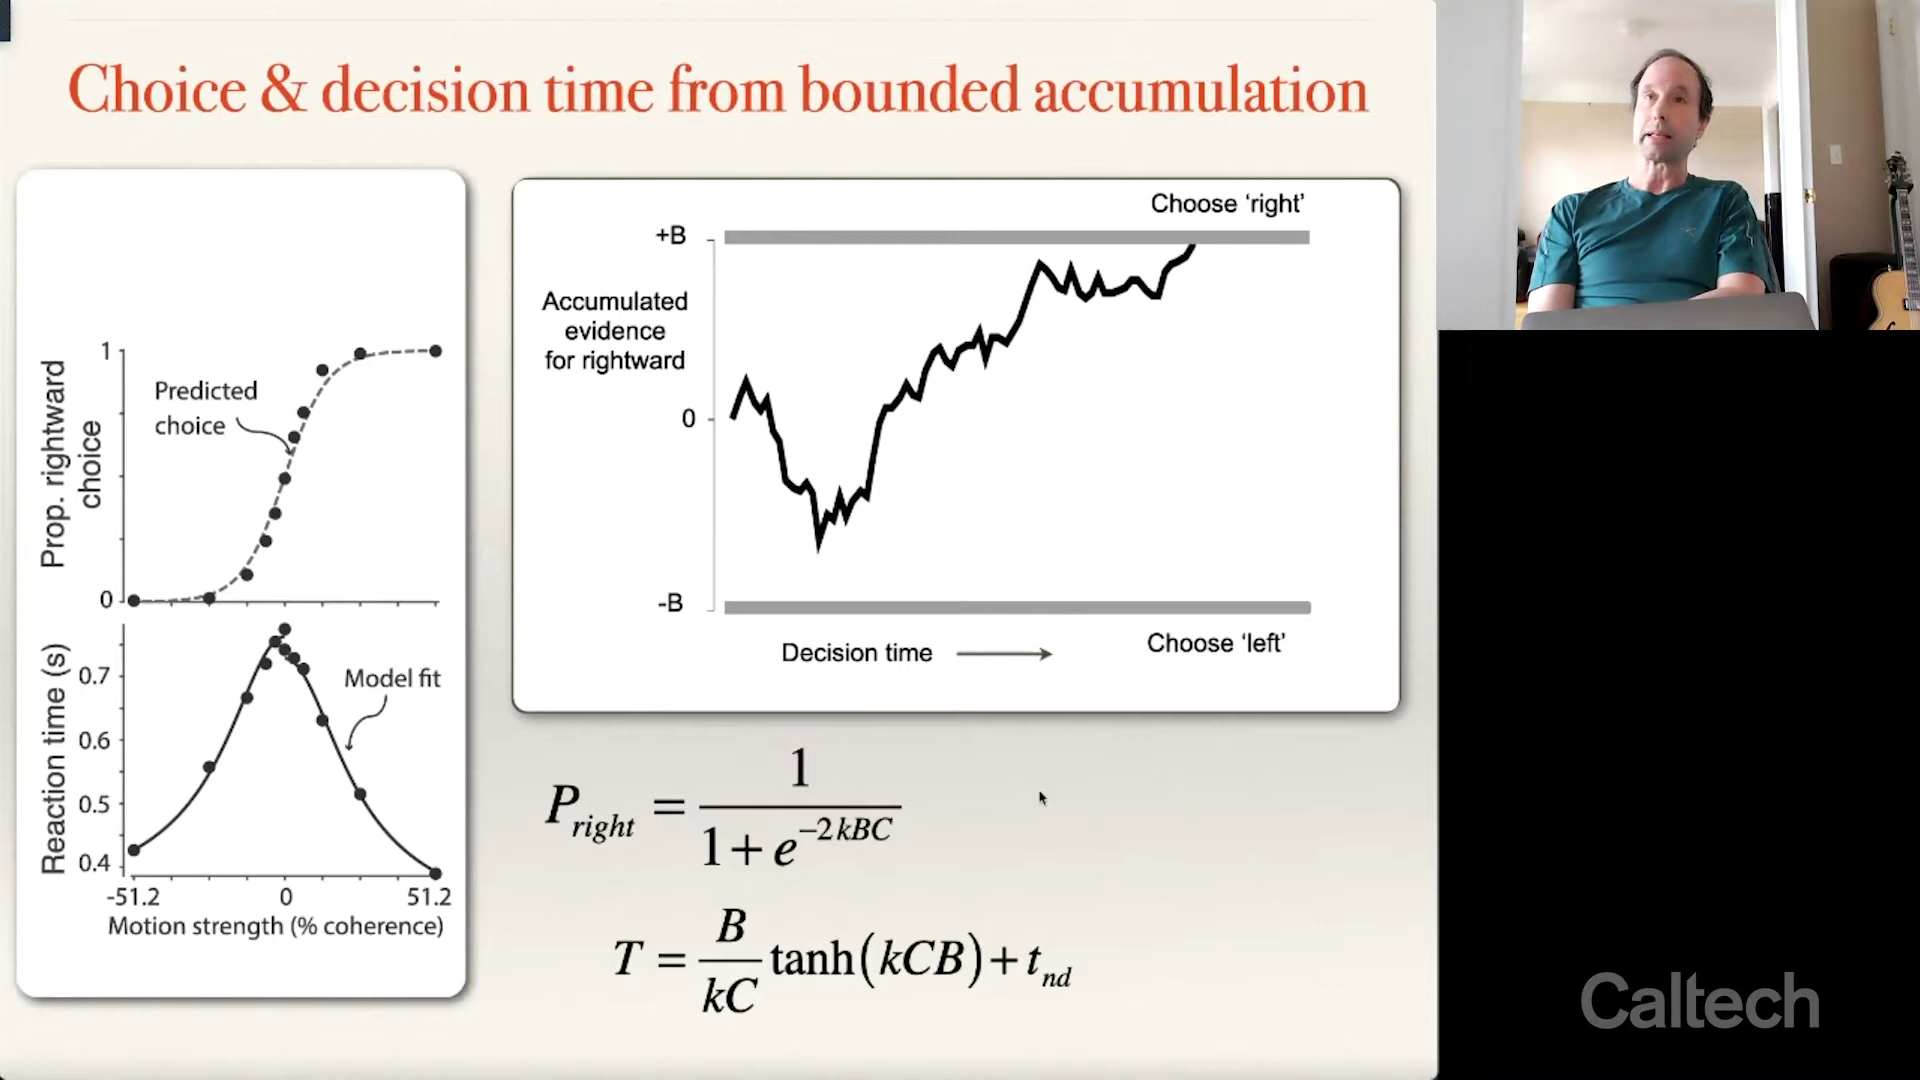 Choice & decision time from bounded accumulation
1
Predicted
choice
Prop. rightward
choice
0
Reaction time (s)
0.7
0.6
0.5
0.4
Model fit
-51.2
0
51.2
Motion strength (% coherence)
Choose ‘right’
+B
Accumulated
evidence
for rightward
0
-B
Decision time
Choose ‘left’
P_right = 1 / (1 + e^(-2kBC))
T = B/kC tanh(kCB) + t_nd
Caltech